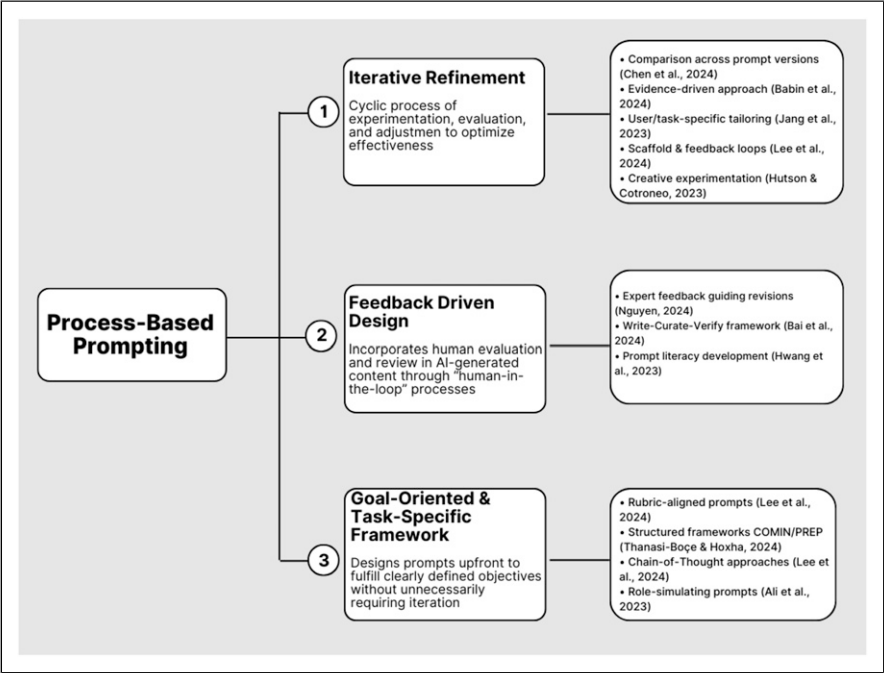 Process-Based
Prompting
1
Iterative Refinement
Cyclic process of
experimentation, evaluation,
and adjustmen to optimize
effectiveness
• Comparison across prompt versions
(Chen et al., 2024)
• Evidence-driven approach (Babin et al.,
2024)
• User/task-specific tailoring (Jang et al.,
2023)
• Scaffold & feedback loops (Lee et al.,
2024)
• Creative experimentation (Hutson &
Cotroneo, 2023)
2
Feedback Driven
Design
Incorporates human evaluation
and review in AI-generated
content through “human-in-
the-loop” processes
• Expert feedback guiding revisions
(Nguyen, 2024)
• Write-Curate-Verify framework (Bai et al.,
2024)
• Prompt literacy development (Hwang et
al., 2023)
3
Goal-Oriented &
Task-Specific
Framework
Designs prompts upfront to
fulfill clearly defined objectives
without unnecessarily
requiring iteration
• Rubric-aligned prompts (Lee et al.,
2024)
• Structured frameworks COMIN/PREP
(Thanasi-Boçe & Hoxha, 2024)
• Chain-of-Thought approaches (Lee et
al., 2024)
• Role-simulating prompts (Ali et al.,
2023)